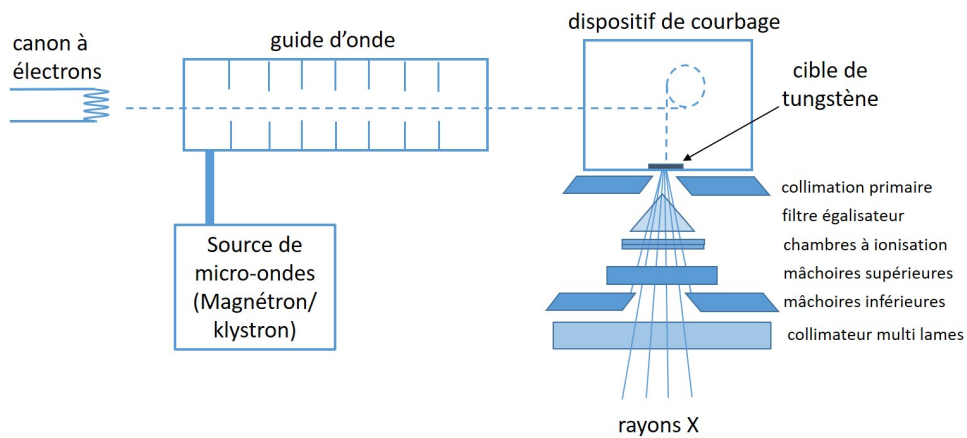 canon à
électrons
guide d'onde
dispositif de courbage
cible de
tungstène
Source de
micro-ondes
(Magnétron/
klystron)
collimation primaire
filtre égalisateur
chambres à ionisation
mâchoires supérieures
mâchoires inférieures
collimateur multi lames
rayons X